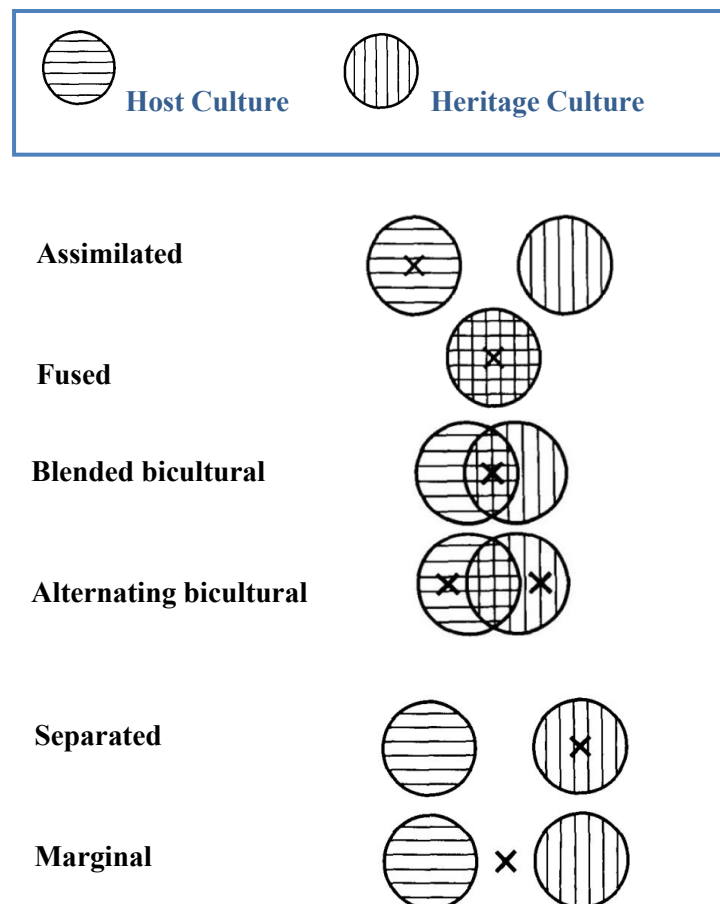 Host Culture Heritage Culture
Assimilated
Fused
Blended bicultural
Alternating bicultural
Separated
Marginal